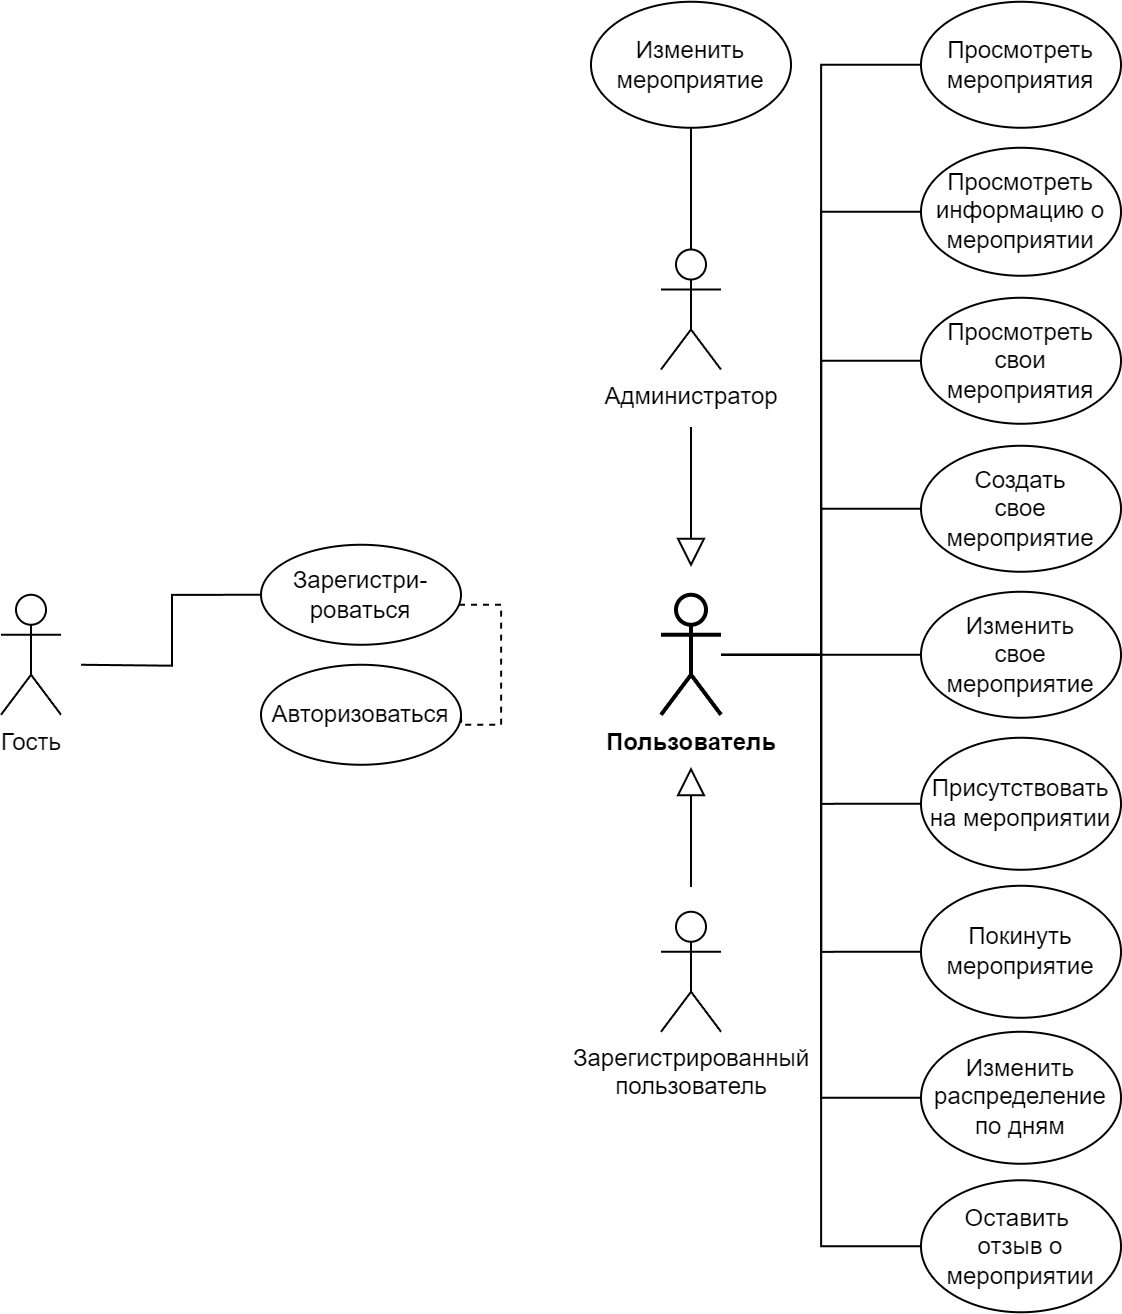 Изменить
мероприятие
Просмотреть
мероприятия
Просмотреть
информацию о
мероприятии
Администратор
Просмотреть
свои
мероприятия
Создать
свое
мероприятие
Зарегистри-
роваться
Авторизоваться
Гость
Пользователь
Изменить
свое
мероприятие
Присутствовать
на мероприятии
Покинуть
мероприятие
Зарегистрированный
пользователь
Изменить
распределение
по дням
Оставить
отзыв о
мероприятии